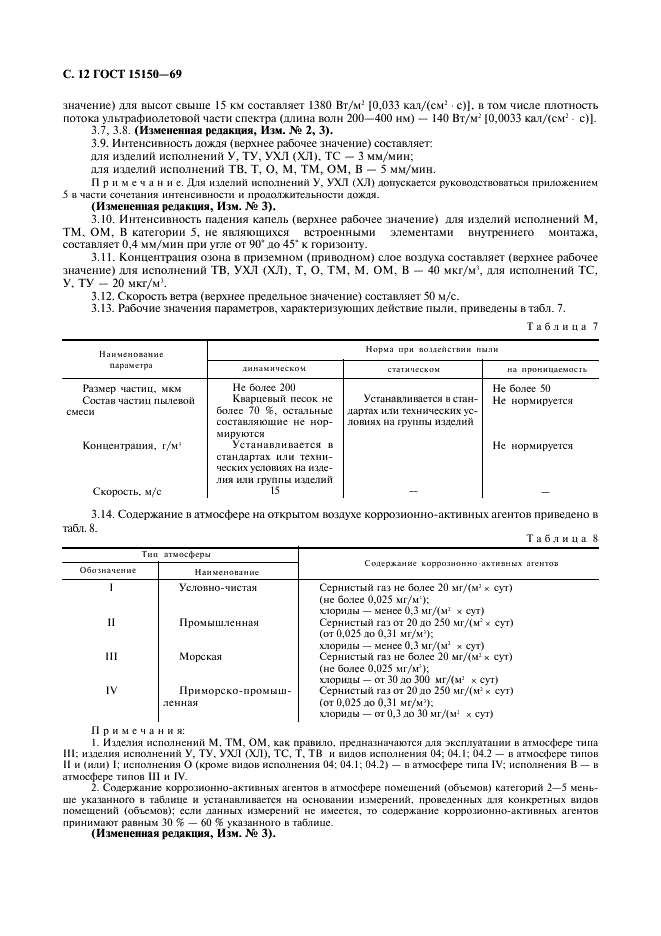 С. 12 ГОСТ 15150—69
значение) для высот свыше 15 км составляет 1380 Вт/м² [0,033 кал/(см² · с)], в том числе плотность
потока ультрафиолетовой части спектра (длина волн 200—400 нм) — 140 Вт/м² [0,0033 кал/(см² · с)].
3.7, 3.8. (Измененная редакция, Изм. № 2, 3).
3.9. Интенсивность дождя (верхнее рабочее значение) составляет:
для изделий исполнений У, ТУ, УХЛ (ХЛ), ТС — 3 мм/мин;
для изделий исполнений ТВ, Т, О, М, ТМ, ОМ, В — 5 мм/мин.
Примечание. Для изделий исполнений У, УХЛ (ХЛ) допускается руководствоваться приложением
5 в части сочетания интенсивности и продолжительности дождя.
(Измененная редакция, Изм. № 3).
3.10. Интенсивность падения капель (верхнее рабочее значение) для изделий исполнений М,
ТМ, ОМ, В категории 5, не являющихся встроенными элементами внутреннего монтажа,
составляет 0,4 мм/мин при угле от 90° до 45° к горизонту.
3.11. Концентрация озона в приземном (приводном) слое воздуха составляет (верхнее рабочее
значение) для исполнений ТВ, УХЛ (ХЛ), Т, О, ТМ, М, ОМ, В — 40 мкг/м³, для исполнений ТС,
У, ТУ — 20 мкг/м³.
3.12. Скорость ветра (верхнее предельное значение) составляет 50 м/с.
3.13. Рабочие значения параметров, характеризующих действие пыли, приведены в табл. 7.
Таблица 7
Наименование
параметра
Норма при воздействии пыли
динамическом
статическом
на проницаемость
Размер частиц, мкм
Не более 200
Не более 50
Состав частиц пылевой
смеси
Кварцевый песок не
более 70 %, остальные
составляющие не нор-
мируются
Устанавливается в стан-
дартах или технических ус-
ловиях на группы изделий
Не нормируется
Концентрация, г/м³
Устанавливается в
стандартах или техни-
ческих условиях на изде-
лия или группы изделий
Не нормируется
Скорость, м/с
15
—
—
3.14. Содержание в атмосфере на открытом воздухе коррозионно-активных агентов приведено в
табл. 8.
Таблица 8
Тип атмосферы
Содержание коррозионно-активных агентов
Обозначение
Наименование
I
Условно-чистая
Сернистый газ не более 20 мг/(м² × сут)
(не более 0,025 мг/м³);
хлориды — менее 0,3 мг/(м² × сут)
II
Промышленная
Сернистый газ от 20 до 250 мг/(м² × сут)
(от 0,025 до 0,31 мг/м³);
хлориды — менее 0,3 мг/(м² × сут)
III
Морская
Сернистый газ не более 20 мг/(м² × сут)
(не более 0,025 мг/м³);
хлориды — от 30 до 300 мг/(м² × сут)
IV
Приморско-промыш-
ленная
Сернистый газ от 20 до 250 мг/(м² × сут)
(от 0,025 до 0,31 мг/м³);
хлориды — от 0,3 до 30 мг/(м² × сут)
Примечания:
1. Изделия исполнений М, ТМ, ОМ, как правило, предназначаются для эксплуатации в атмосфере типа
III; изделия исполнений У, ТУ, УХЛ (ХЛ), ТС, Т, ТВ и видов исполнения 04; 04.1; 04.2 — в атмосфере типов
II и (или) I; исполнения О (кроме видов исполнения 04; 04.1; 04.2) — в атмосфере типа IV; исполнения В — в
атмосфере типов III и IV.
2. Содержание коррозионно-активных агентов в атмосфере помещений (объемов) категорий 2—5 мень-
ше указанного в таблице и устанавливается на основании измерений, проведенных для конкретных видов
помещений (объемов); если данных измерений не имеется, то содержание коррозионно-активных агентов
принимают равным 30 % — 60 % указанного в таблице.
(Измененная редакция, Изм. № 3).